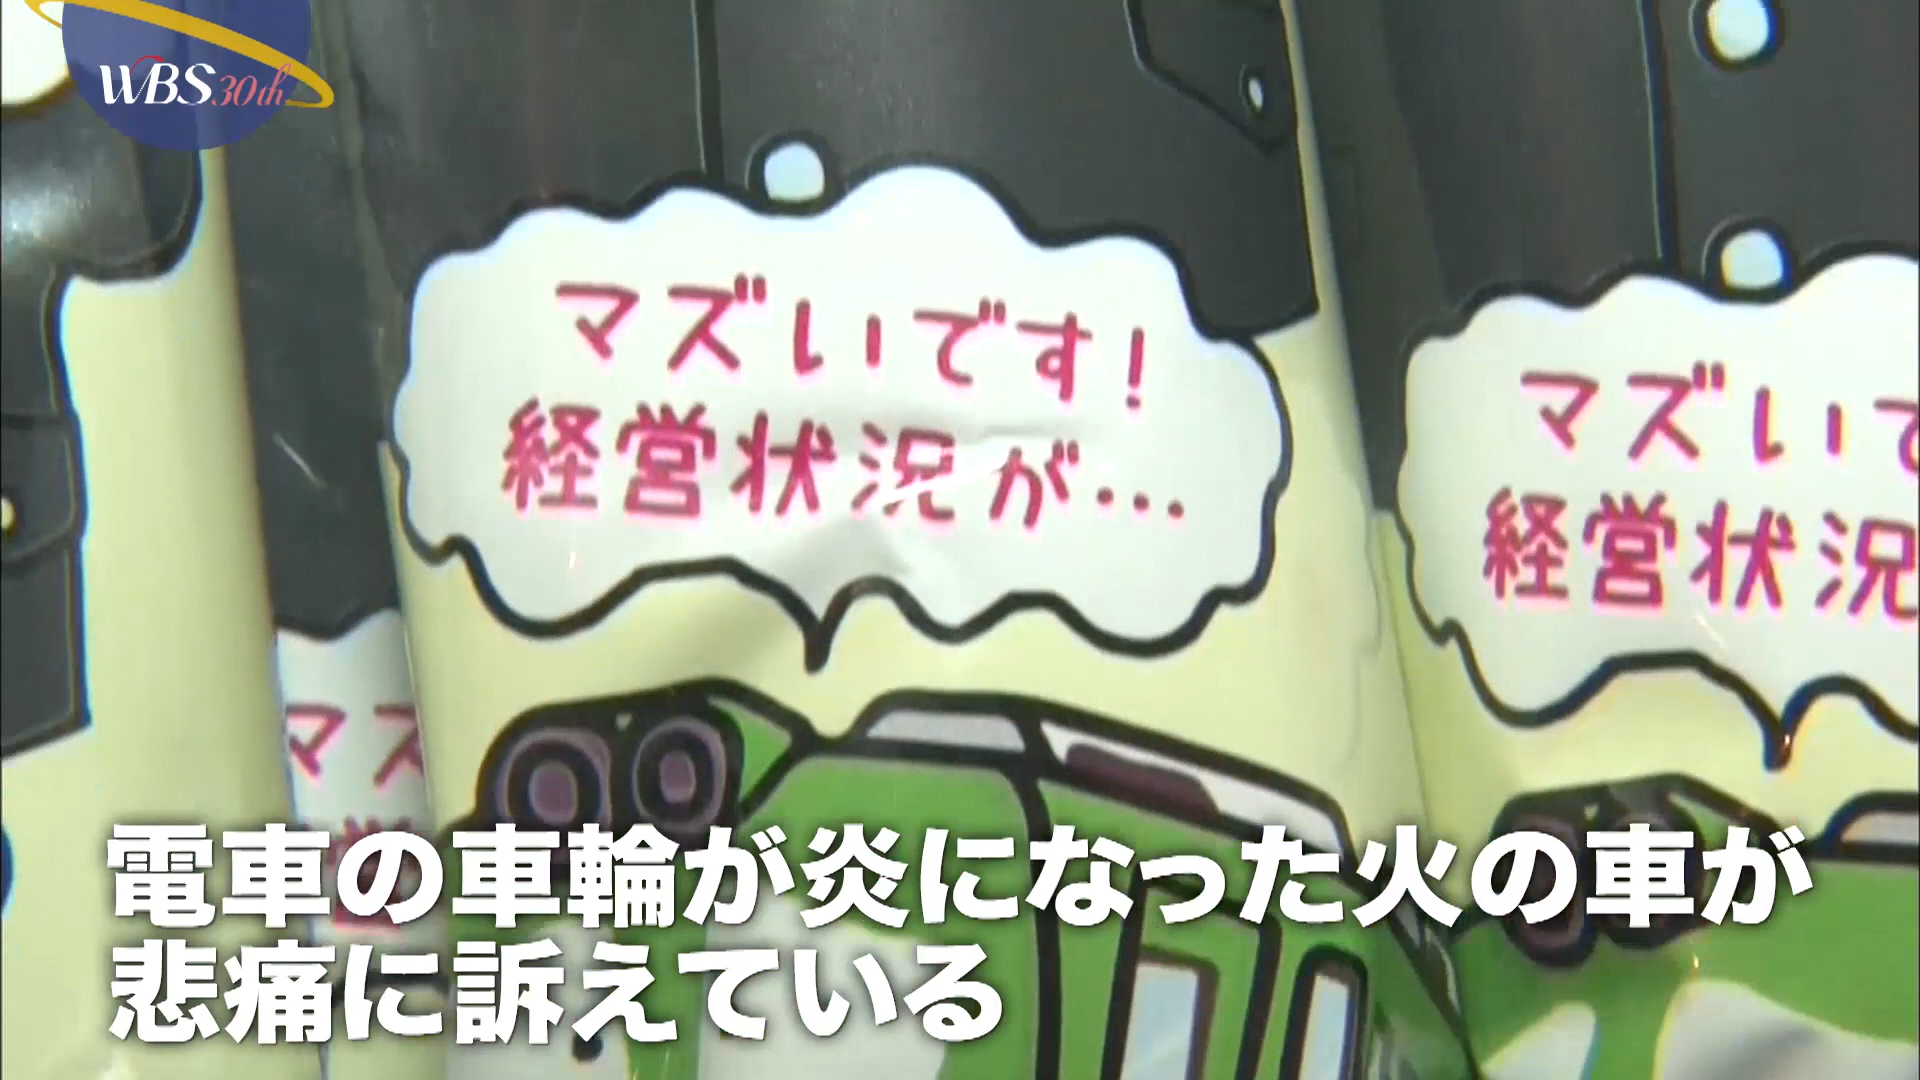 WBS30th
マズいです!
経営状況が…
マズいで
経営状況
マズ
電車の車輪が炎になった火の車が
悲痛に訴えている